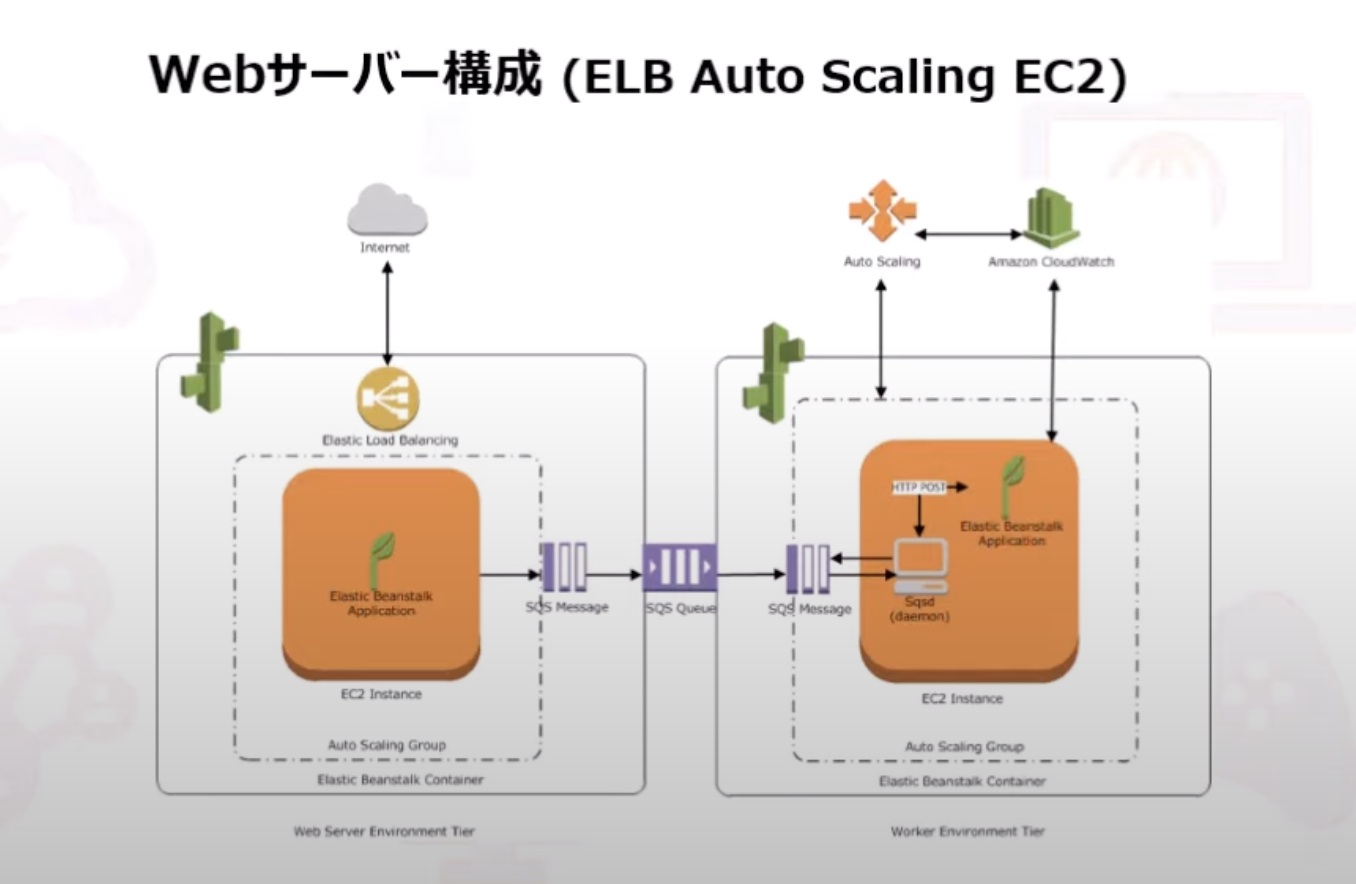 Webサーバー構成 (ELB Auto Scaling EC2)
Internet
Auto Scaling
Amazon CloudWatch
Elastic Load Balancing
HTTP POST
Elastic Beanstalk
Application
Elastic Beanstalk
Application
SQS Message
SQS Queue
SQS Message
Sqsd
(daemon)
EC2 Instance
EC2 Instance
Auto Scaling Group
Auto Scaling Group
Elastic Beanstalk Container
Elastic Beanstalk Container
Web Server Environment Tier
Worker Environment Tier